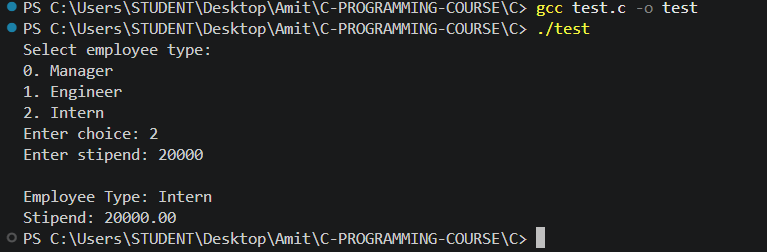 PS C:\Users\STUDENT\Desktop\Amit\C-PROGRAMMING-COURSE\C> gcc test.c -o test
PS C:\Users\STUDENT\Desktop\Amit\C-PROGRAMMING-COURSE\C> ./test
Select employee type:
0. Manager
1. Engineer
2. Intern
Enter choice: 2
Enter stipend: 20000

Employee Type: Intern
Stipend: 20000.00
PS C:\Users\STUDENT\Desktop\Amit\C-PROGRAMMING-COURSE\C>